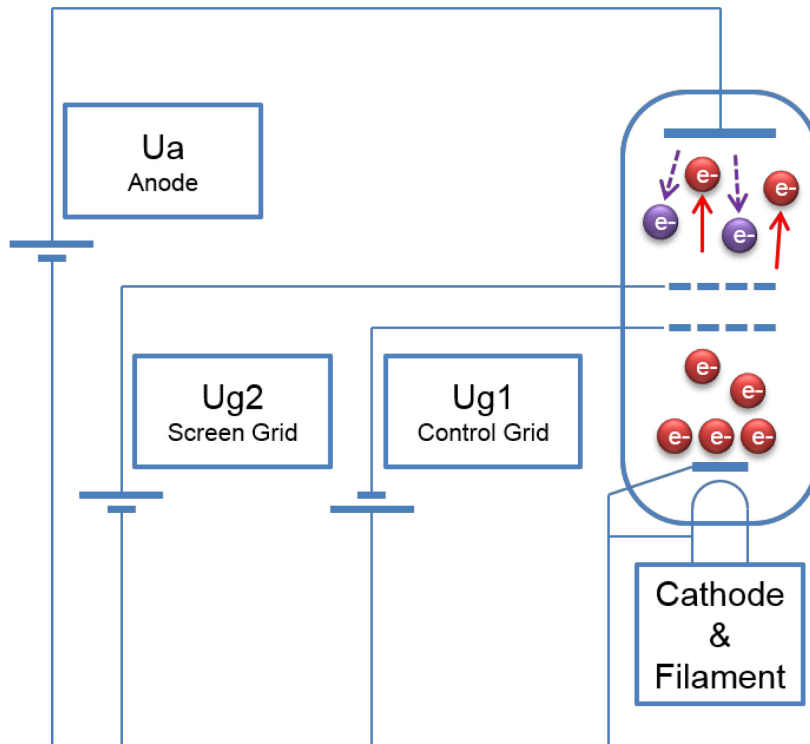 Ua
Anode
e-
e-
e-
e-
Ug2
Screen Grid
Ug1
Control Grid
e-
e-
e- e- e-
Cathode
&
Filament